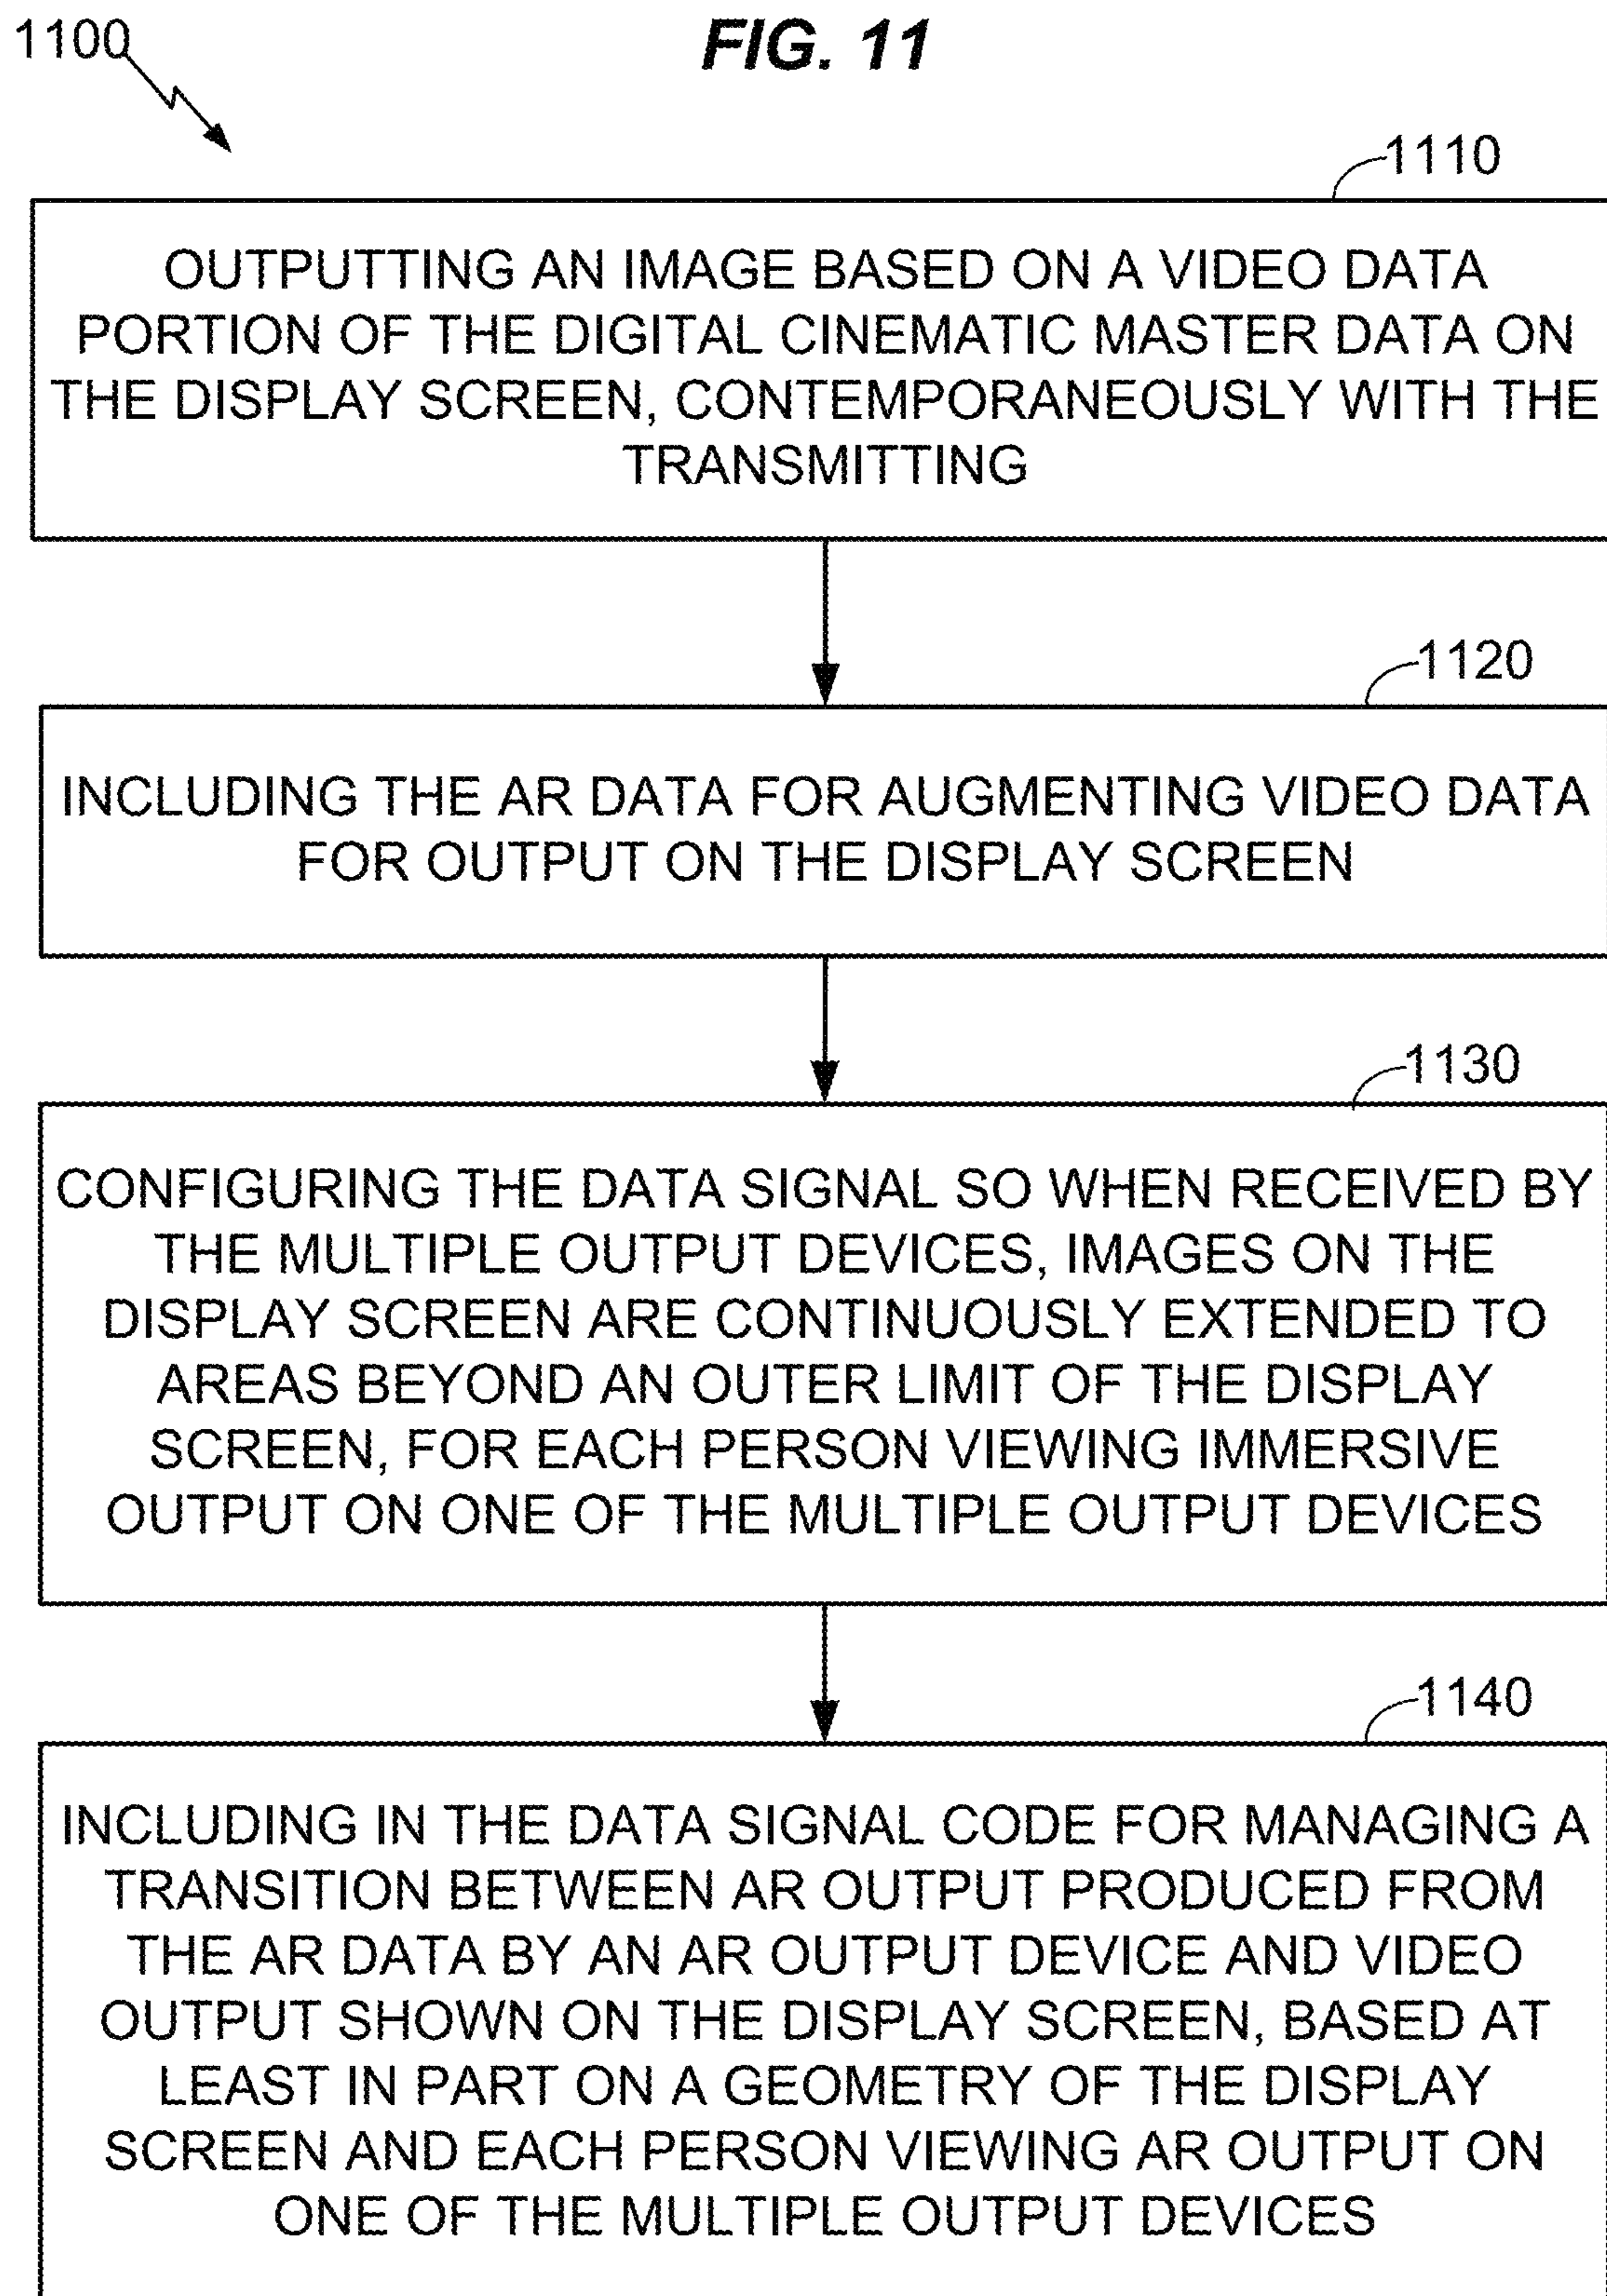 1100
FIG. 11
1110
OUTPUTTING AN IMAGE BASED ON A VIDEO DATA
PORTION OF THE DIGITAL CINEMATIC MASTER DATA ON
THE DISPLAY SCREEN, CONTEMPORANEOUSLY WITH THE
TRANSMITTING
1120
INCLUDING THE AR DATA FOR AUGMENTING VIDEO DATA
FOR OUTPUT ON THE DISPLAY SCREEN
1130
CONFIGURING THE DATA SIGNAL SO WHEN RECEIVED BY
THE MULTIPLE OUTPUT DEVICES, IMAGES ON THE
DISPLAY SCREEN ARE CONTINUOUSLY EXTENDED TO
AREAS BEYOND AN OUTER LIMIT OF THE DISPLAY
SCREEN, FOR EACH PERSON VIEWING IMMERSIVE
OUTPUT ON ONE OF THE MULTIPLE OUTPUT DEVICES
1140
INCLUDING IN THE DATA SIGNAL CODE FOR MANAGING A
TRANSITION BETWEEN AR OUTPUT PRODUCED FROM
THE AR DATA BY AN AR OUTPUT DEVICE AND VIDEO
OUTPUT SHOWN ON THE DISPLAY SCREEN, BASED AT
LEAST IN PART ON A GEOMETRY OF THE DISPLAY
SCREEN AND EACH PERSON VIEWING AR OUTPUT ON
ONE OF THE MULTIPLE OUTPUT DEVICES